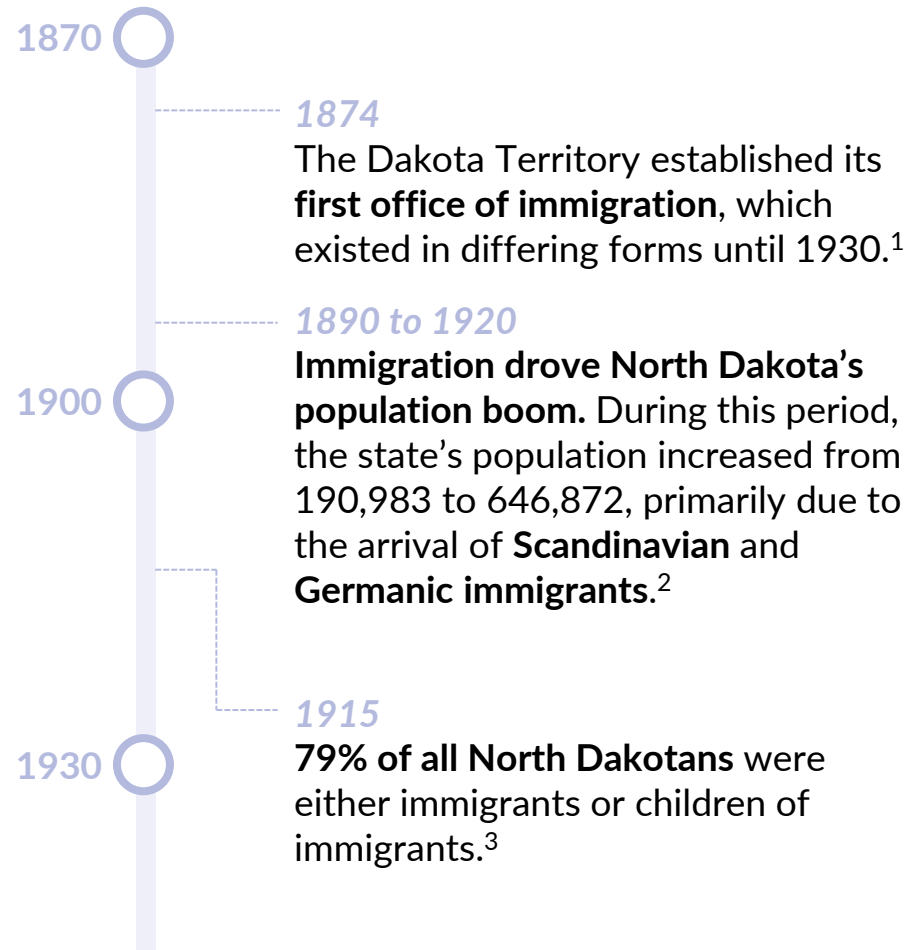 1870
1874
The Dakota Territory established its
first office of immigration, which
existed in differing forms until 1930.1
1890 to 1920
Immigration drove North Dakota’s
1900
population boom. During this period,
the state’s population increased from
190,983 to 646,872, primarily due to
the arrival of Scandinavian and
Germanic immigrants.2
1915
1930
79% of all North Dakotans were
either immigrants or children of
immigrants.3